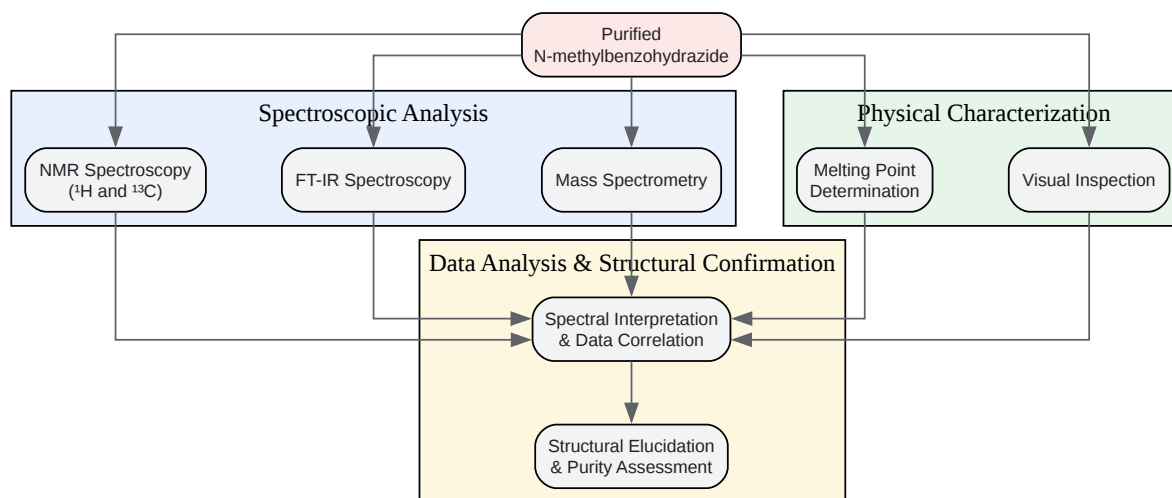 Purified
N-methylbenzohydrazide
Spectroscopic Analysis
Physical Characterization
NMR Spectroscopy
(¹H and ¹³C)
FT-IR Spectroscopy
Mass Spectrometry
Melting Point
Determination
Visual Inspection
Data Analysis & Structural Confirmation
Spectral Interpretation
& Data Correlation
Structural Elucidation
& Purity Assessment